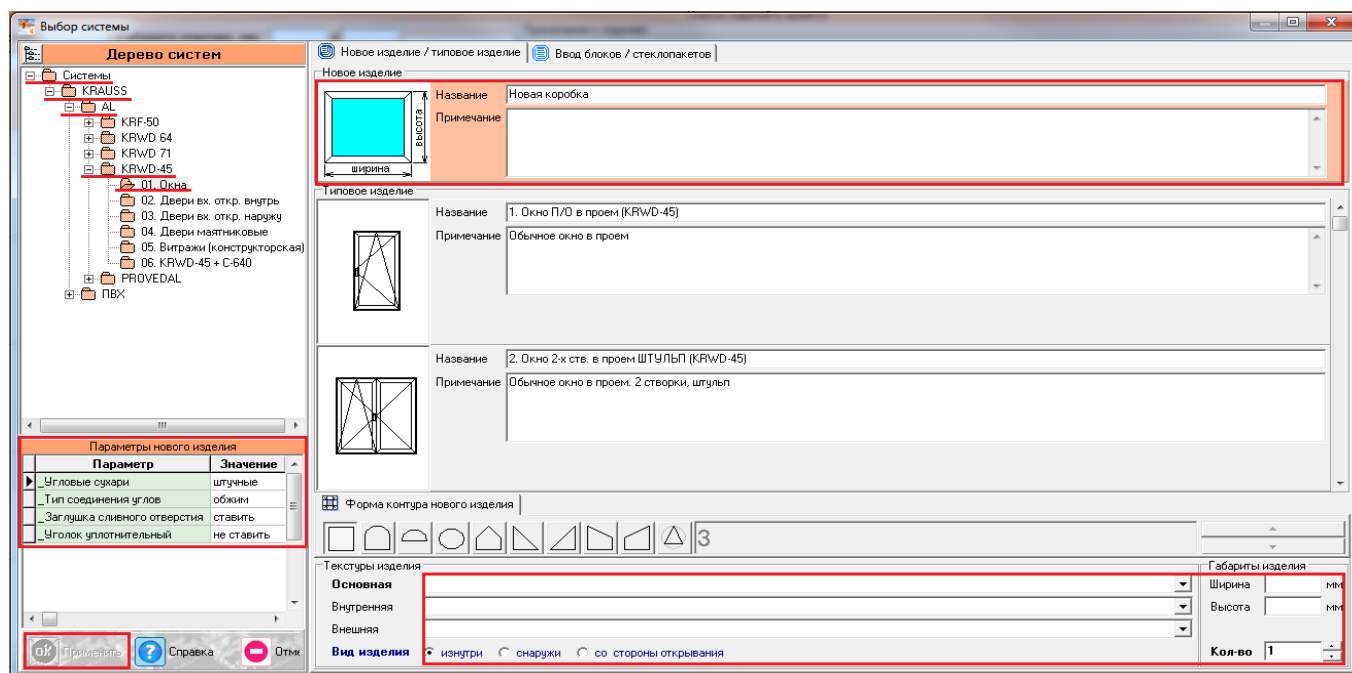 Выбор системы
Дерево систем
Системы
KRAUSS
AL
KRF-50
KRWD 64
KRWD 71
KRWD-45
01. Окна
02. Двери вх. откр. внутрь
03. Двери вх. откр. наружу
04. Двери маятниковые
05. Витражи (конструкторская)
06. KRWD-45 + C-640
PROVEDAL
ПВХ
Параметры нового изделия
Параметр Значение
_Угловые сухари штучные
_Тип соединения углов обжим
_Заглушка сливного отверстия ставить
_Уголок уплотнительный не ставить
ok Применить ? Справка Отме
Новое изделие / типовое изделие Ввод блоков / стеклопакетов
Новое изделие
высота
ширина
Название Новая коробка
Примечание
Типовое изделие
Название 1. Окно П/О в проем (KRWD-45)
Примечание Обычное окно в проем
Название 2. Окно 2-х ств. в проем ШТУЛЬП (KRWD-45)
Примечание Обычное окно в проем. 2 створки, штульп
Форма контура нового изделия
3
Текстуры изделия
Основная
Внутренняя
Внешняя
Вид изделия изнутри снаружи со стороны открывания
Габариты изделия
Ширина мм
Высота мм
Кол-во 1